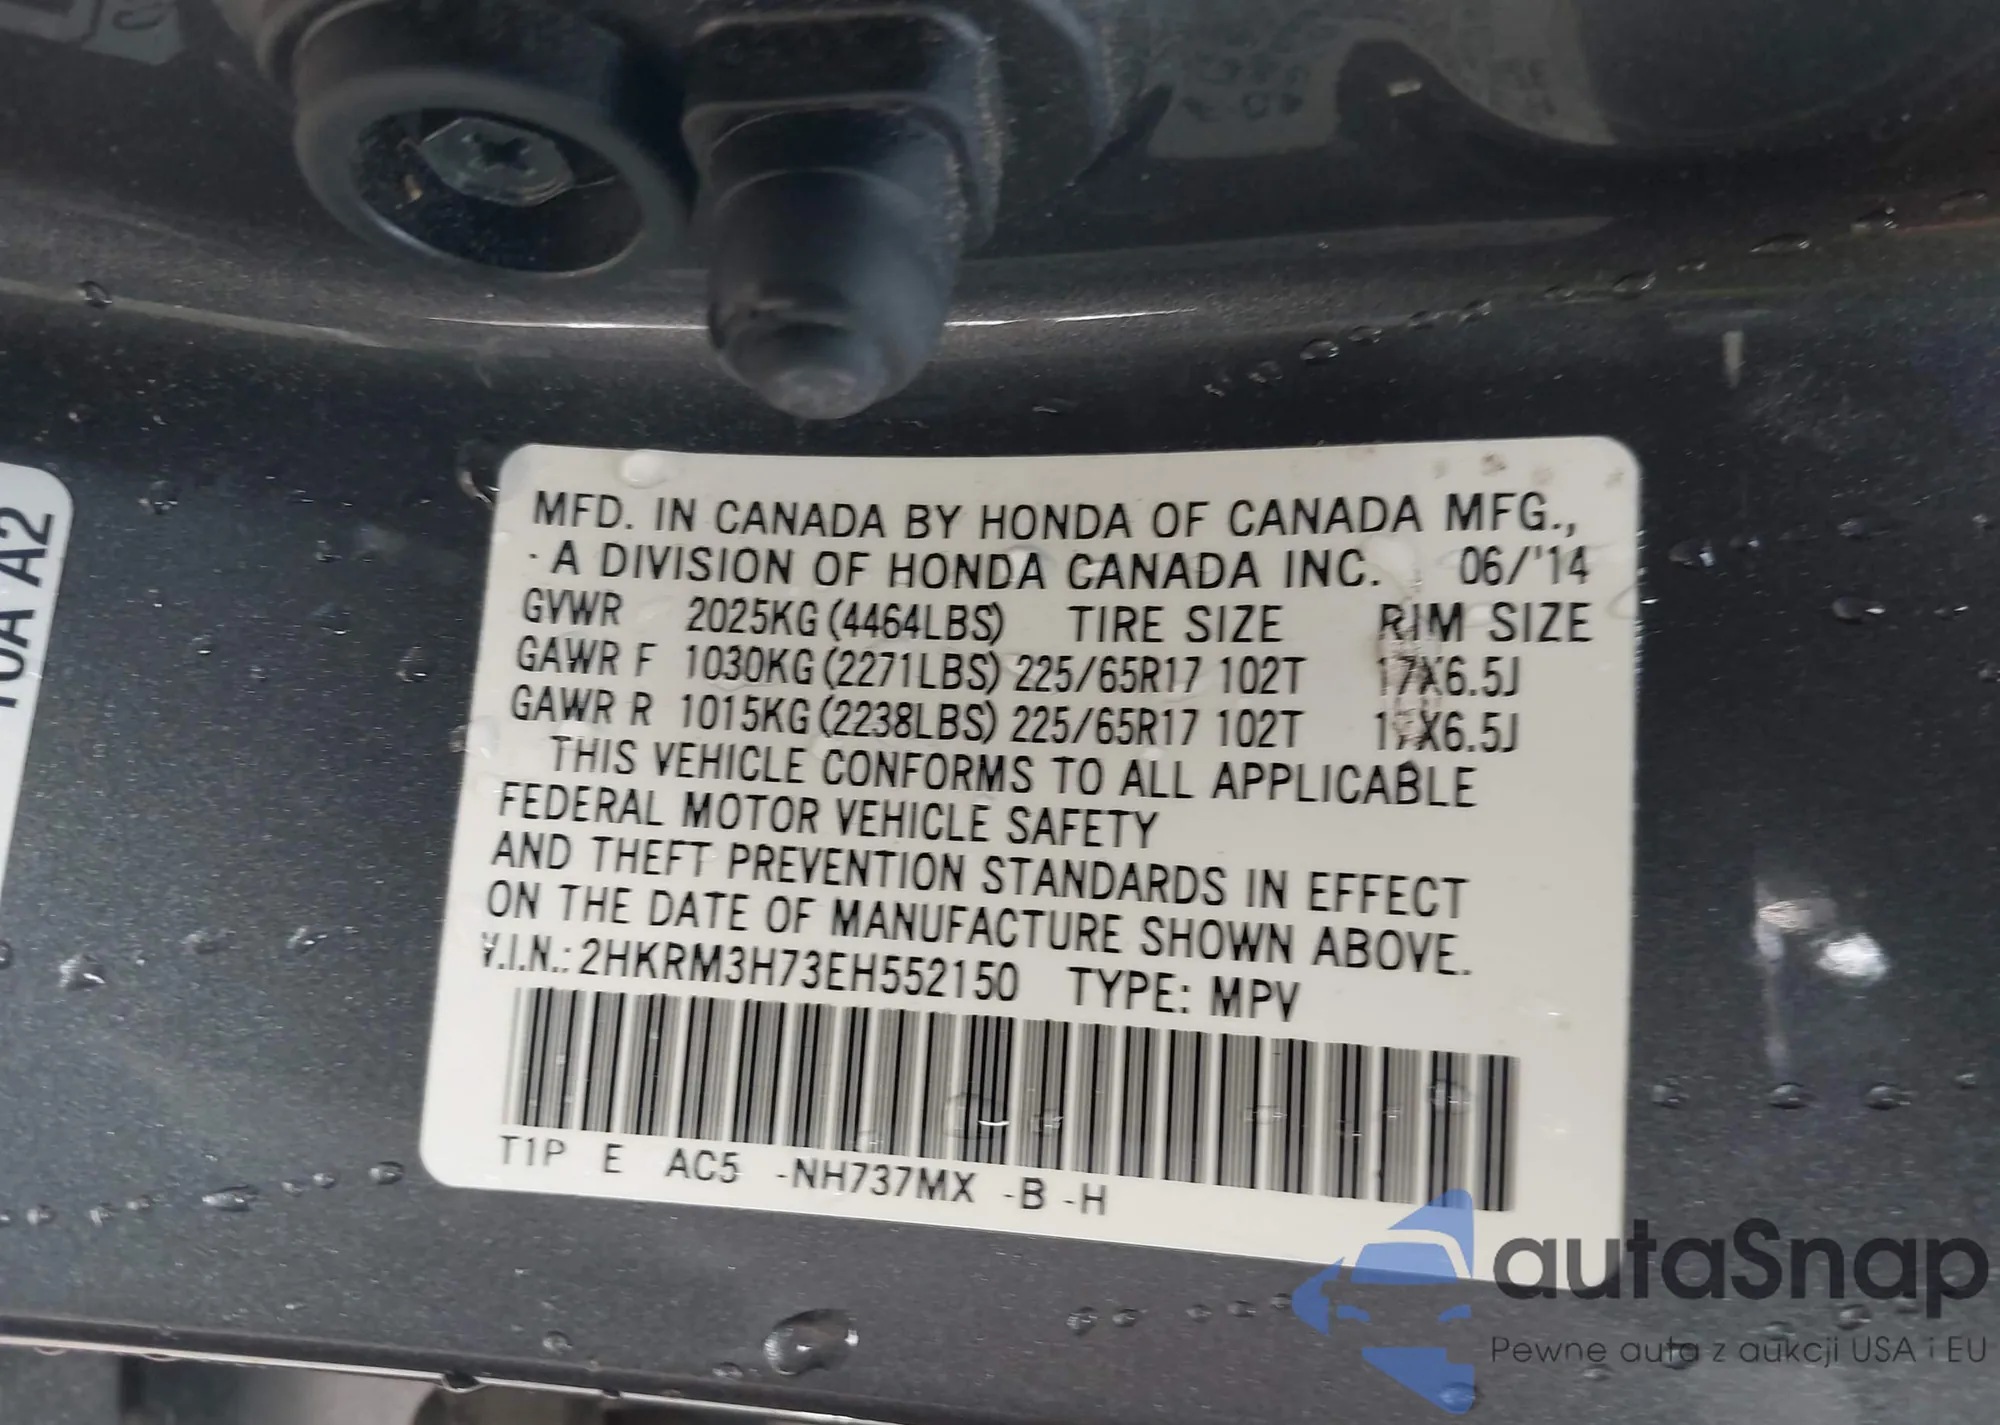 10A A2
MFD. IN CANADA BY HONDA OF CANADA MFG.,
A DIVISION OF HONDA CANADA INC. 06/'14
GVWR 2025KG (4464LBS) TIRE SIZE RIM SIZE
GAWR F 1030KG (2271LBS) 225/65R17 102T 17X6.5J
GAWR R 1015KG (2238LBS) 225/65R17 102T 17X6.5J
THIS VEHICLE CONFORMS TO ALL APPLICABLE
FEDERAL MOTOR VEHICLE SAFETY
AND THEFT PREVENTION STANDARDS IN EFFECT
ON THE DATE OF MANUFACTURE SHOWN ABOVE.
V.I.N.: 2HKRM3H73EH552150 TYPE: MPV
T1P E AC5 -NH737MX -B -H
autaSnap
Pewne auta z aukcji USA i EU